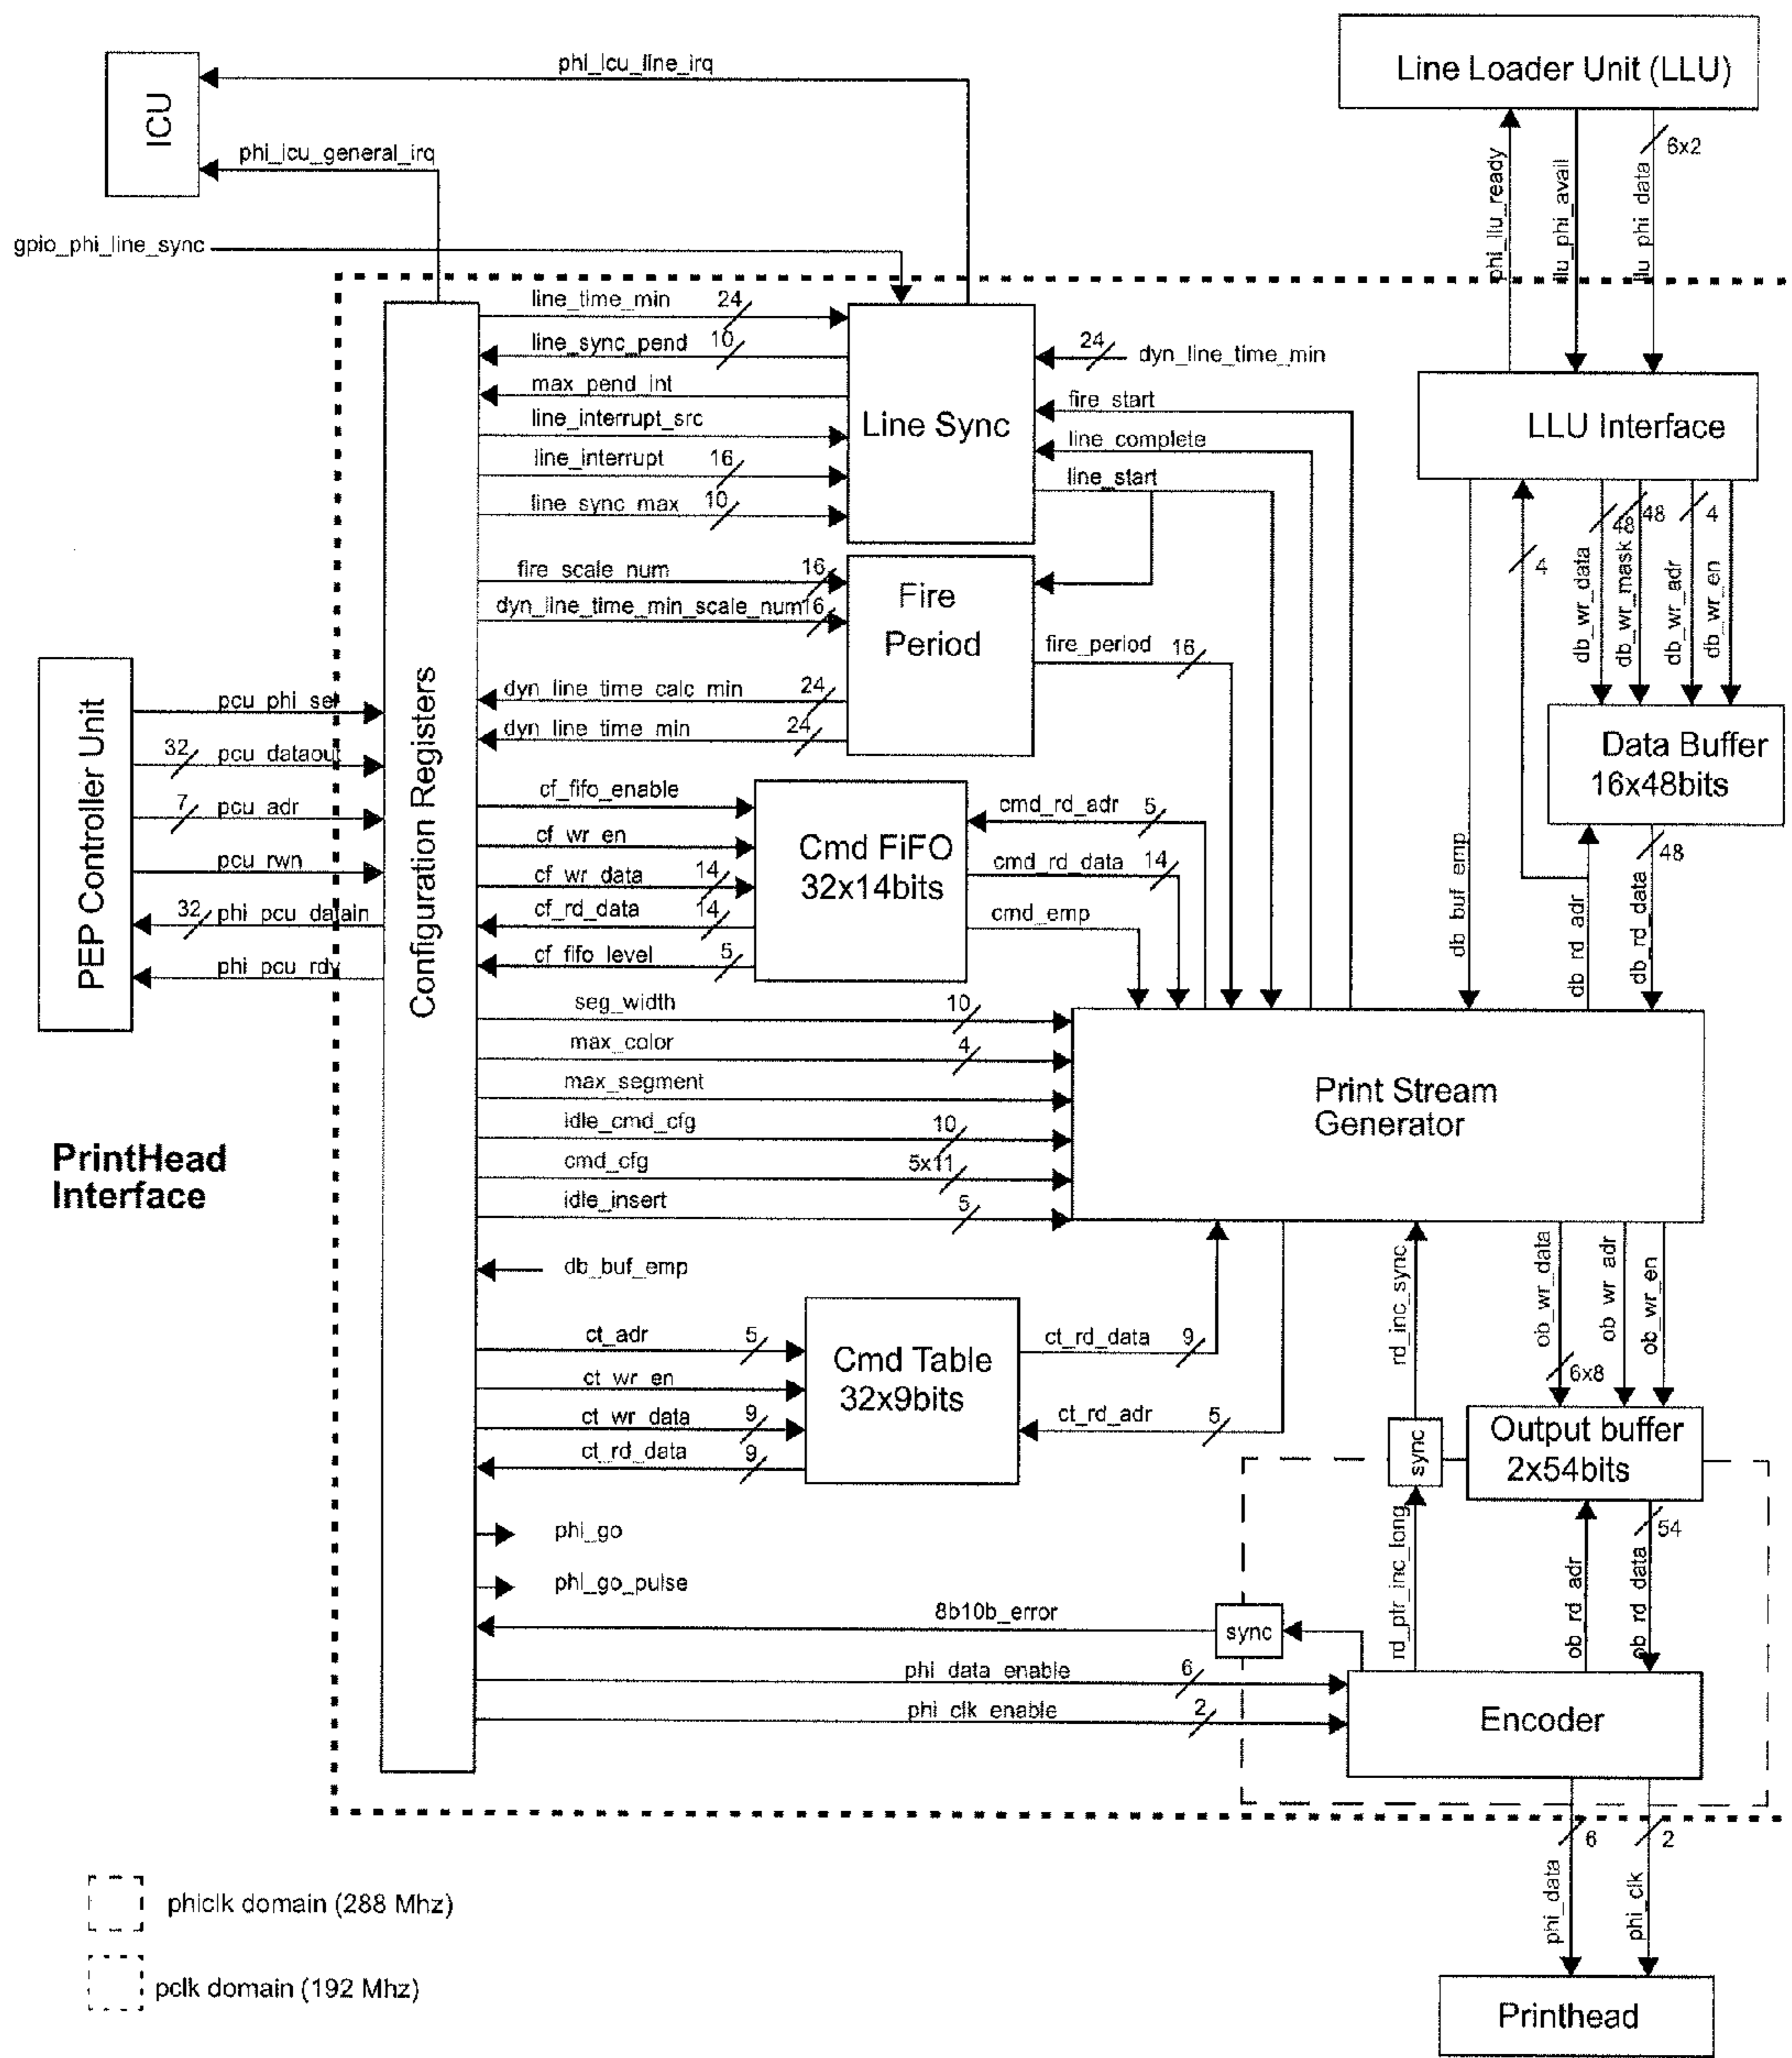 phi_icu_line_irq
ICU
phi_icu_general_irq
gpio_phi_line_sync
Line Loader Unit (LLU)
6x2
phi_llu_ready
llu_phi_avail
llu_phi_data
line_time_min 24
line_sync_pend 10
max_pend_int
line_interrupt_src
line_interrupt 16
line_sync_max 10
Line Sync
24 dyn_line_time_min
fire_start
line_complete
line_start
LLU Interface
4
48
48
4
db_wr_data
db_wr_mask
db_wr_adr
db_wr_en
fire_scale_num 16
dyn_line_time_min_scale_num 16
dyn_line_time_calc_min 24
dyn_line_time_min 24
Fire
Period
fire_period 16
Data Buffer
16x48bits
48
db_buf_emp
db_rd_adr
db_rd_data
PEP Controller Unit
pcu_phi_sel
32 pcu_dataout
7 pcu_adr
pcu_rwn
32 phi_pcu_datain
phi_pcu_rdy
Configuration Registers
cf_fifo_enable
cf_wr_en
cf_wr_data 14
cf_rd_data 14
cf_fifo_level 5
Cmd FiFO
32x14bits
cmd_rd_adr 5
cmd_rd_data 14
cmd_emp
seg_width 10
max_color 4
max_segment
idle_cmd_cfg 10
cmd_cfg 5x11
idle_insert 5
Print Stream
Generator
PrintHead
Interface
db_buf_emp
ct_adr 5
ct_wr_en
ct_wr_data 9
ct_rd_data 9
Cmd Table
32x9bits
ct_rd_data 9
ct_rd_adr 5
rd_inc_sync
ob_wr_data
ob_wr_adr
ob_wr_en
6x8
sync
Output buffer
2x54bits
54
rd_ptr_inc_long
ob_rd_adr
ob_rd_data
phi_go
phi_go_pulse
8b10b_error
sync
phi_data_enable 6
phi_clk_enable 2
Encoder
6
2
phi_data
phi_clk
Printhead
phiclk domain (288 Mhz)
pclk domain (192 Mhz)